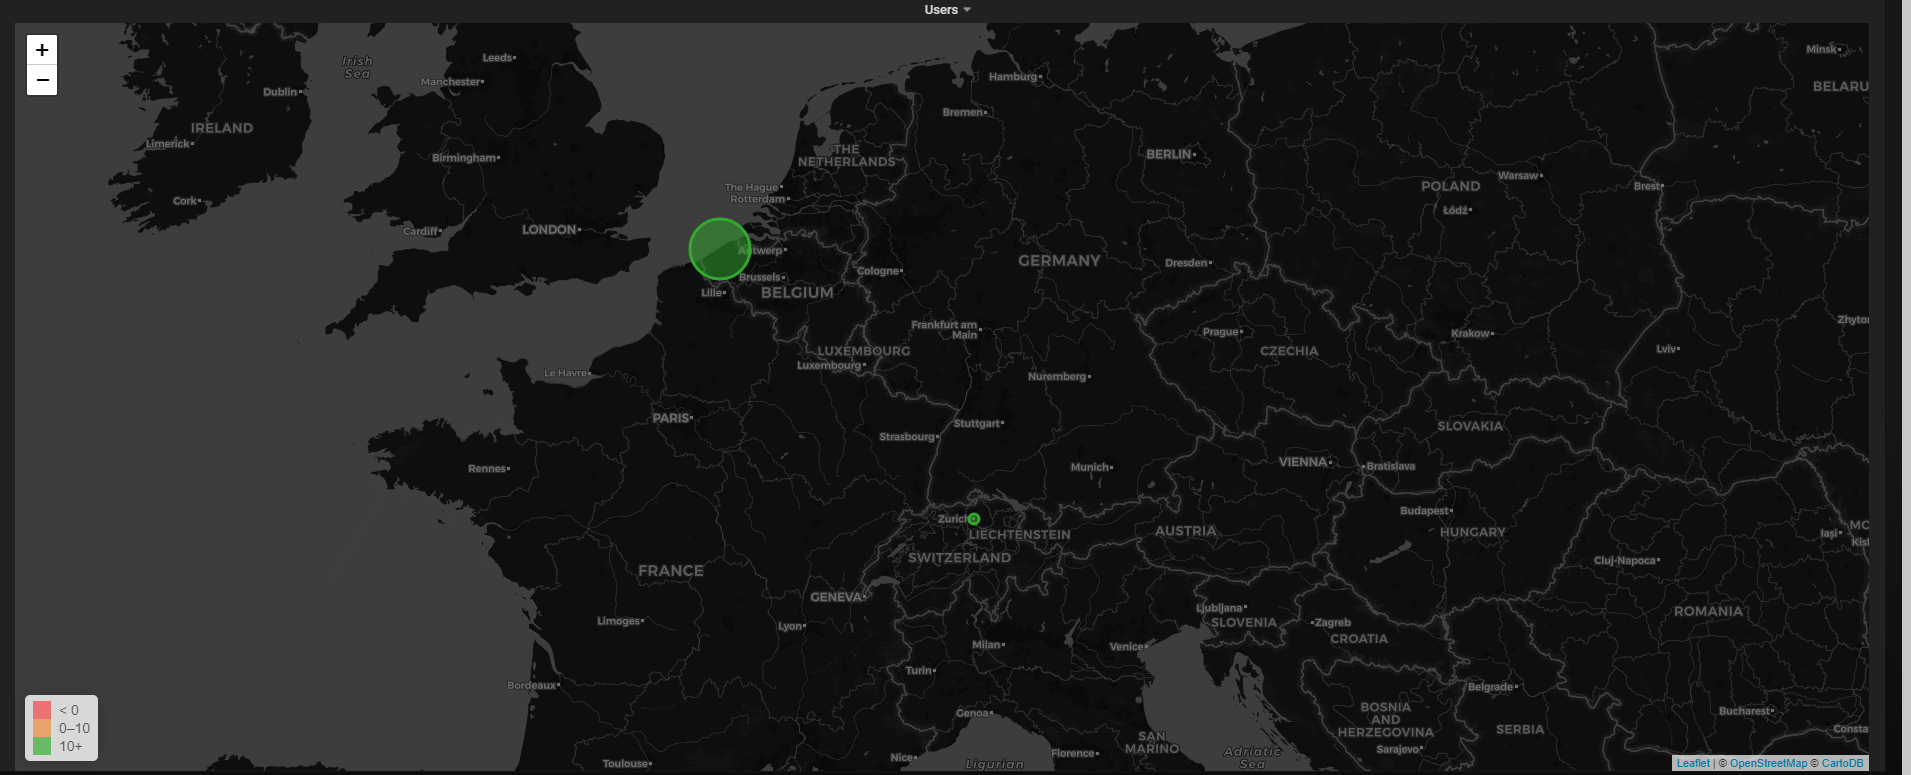 Users
+
−
Irish
Sea
Leeds
Manchester
Dublin
IRELAND
Limerick
Birmingham
Cork
Cardiff
LONDON
Hamburg
Bremen
THE
NETHERLANDS
BERLIN
The Hague
Rotterdam
Minsk
BELARU
POLAND
Warsaw
Brest
Łódź
Antwerp
Brussels
Lille
BELGIUM
Cologne
GERMANY
Dresden
Frankfurt am
Main
Prague
Krakow
Zhyto
LUXEMBOURG
Luxembourg
CZECHIA
Lviv
Le Havre
Nuremberg
PARIS
Stuttgart
Strasbourg
SLOVAKIA
Rennes
Munich
VIENNA
Bratislava
Zurich
LIECHTENSTEIN
SWITZERLAND
AUSTRIA
Budapest
HUNGARY
MO
Iași
Kis
Cluj-Napoca
FRANCE
GENEVA
Limoges
Lyon
Ljubljana
SLOVENIA
Zagreb
CROATIA
ROMANIA
Milan
Venice
Turin
Bordeaux
Belgrade
Genoa
BOSNIA
AND
HERZEGOVINA
Sarajevo
SERBIA
Bucharest
Consta
SAN
MARINO
Florence
Nice
Toulouse
Ligurian
Adriatic
Sea
< 0
0–10
10+
Leaflet | © OpenStreetMap © CartoDB